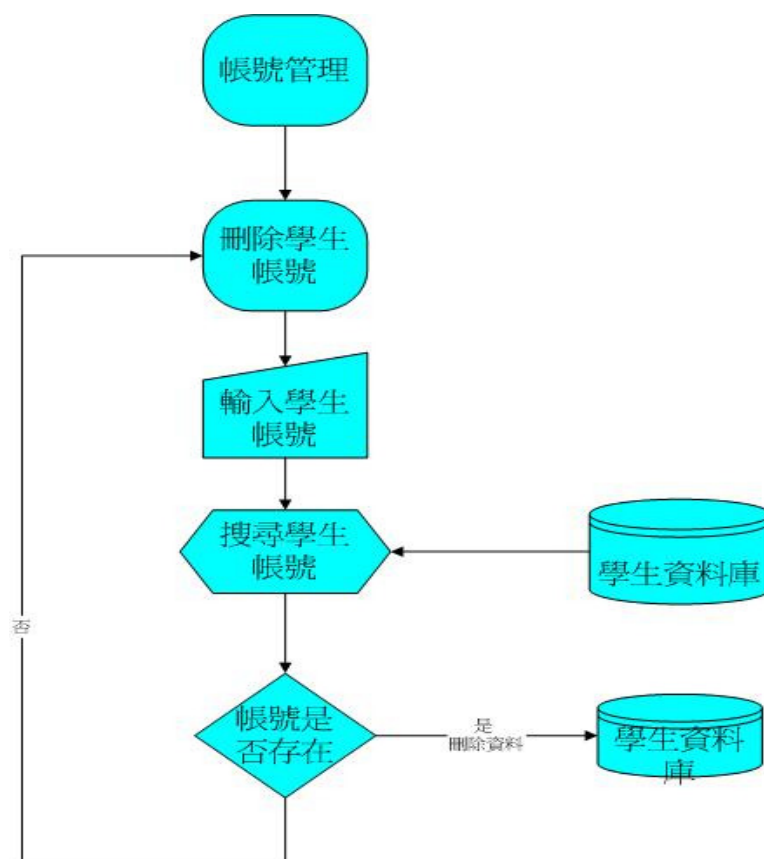 帳號管理
刪除學生
帳號
輸入學生
帳號
搜尋學生
帳號
學生資料庫
否
帳號是
否存在
是
刪除資料
學生資料
庫